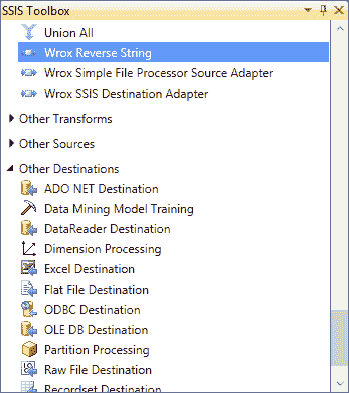 SSIS Toolbox
Union All
Wrox Reverse String
Wrox Simple File Processor Source Adapter
Wrox SSIS Destination Adapter
Other Transforms
Other Sources
Other Destinations
ADO NET Destination
Data Mining Model Training
DataReader Destination
Dimension Processing
Excel Destination
Flat File Destination
ODBC Destination
OLE DB Destination
Partition Processing
Raw File Destination
Recordset Destination